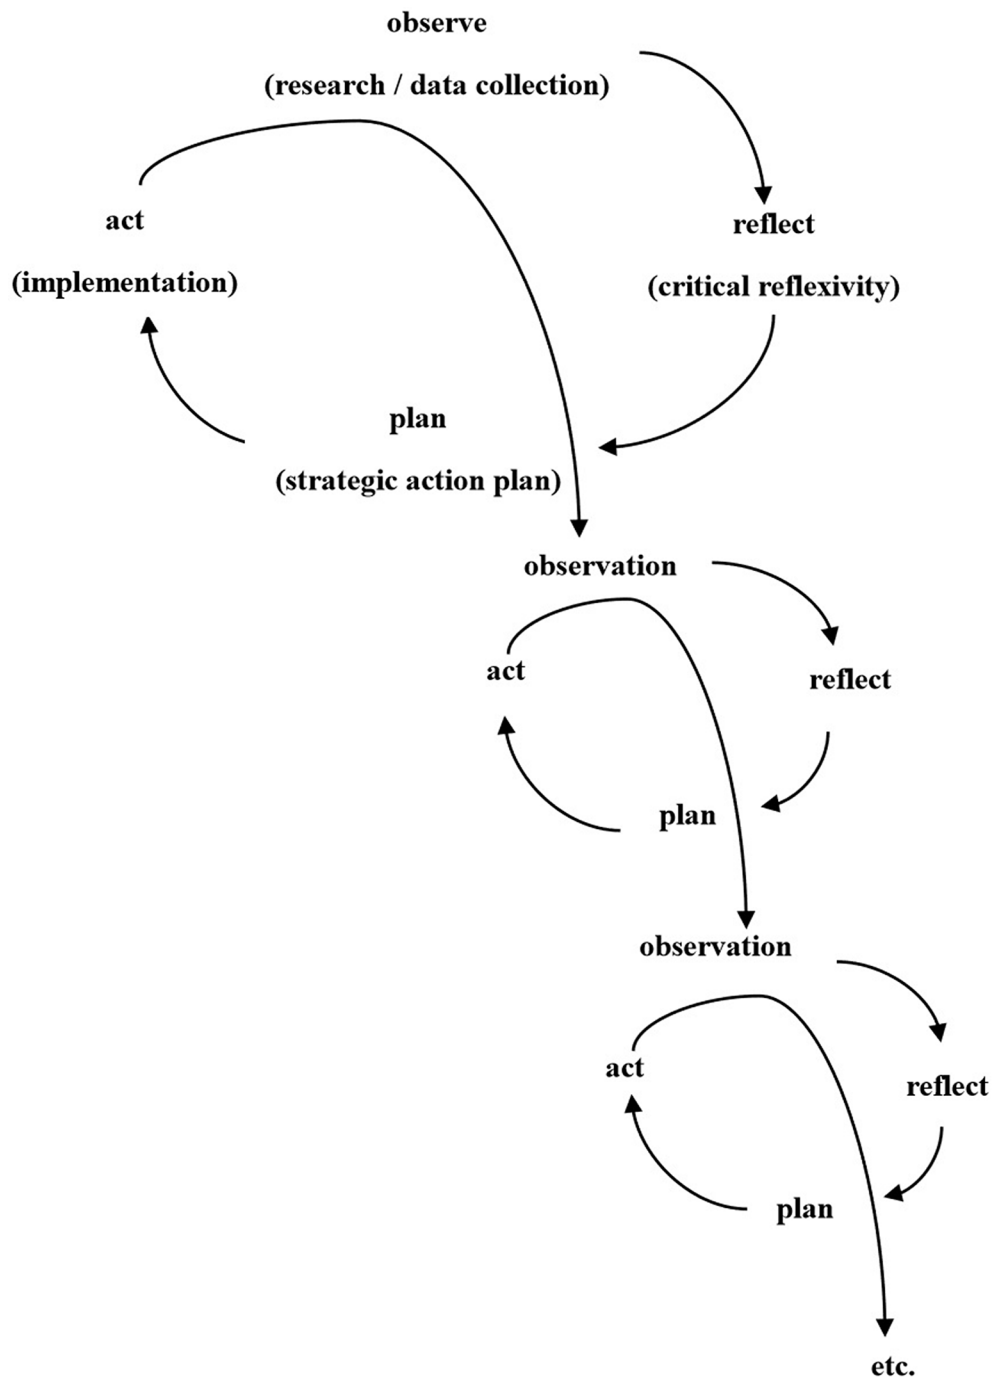 observe
(research / data collection)
act
(implementation)
reflect
(critical reflexivity)
plan
(strategic action plan)
observation
act
reflect
plan
observation
act
reflect
plan
etc.